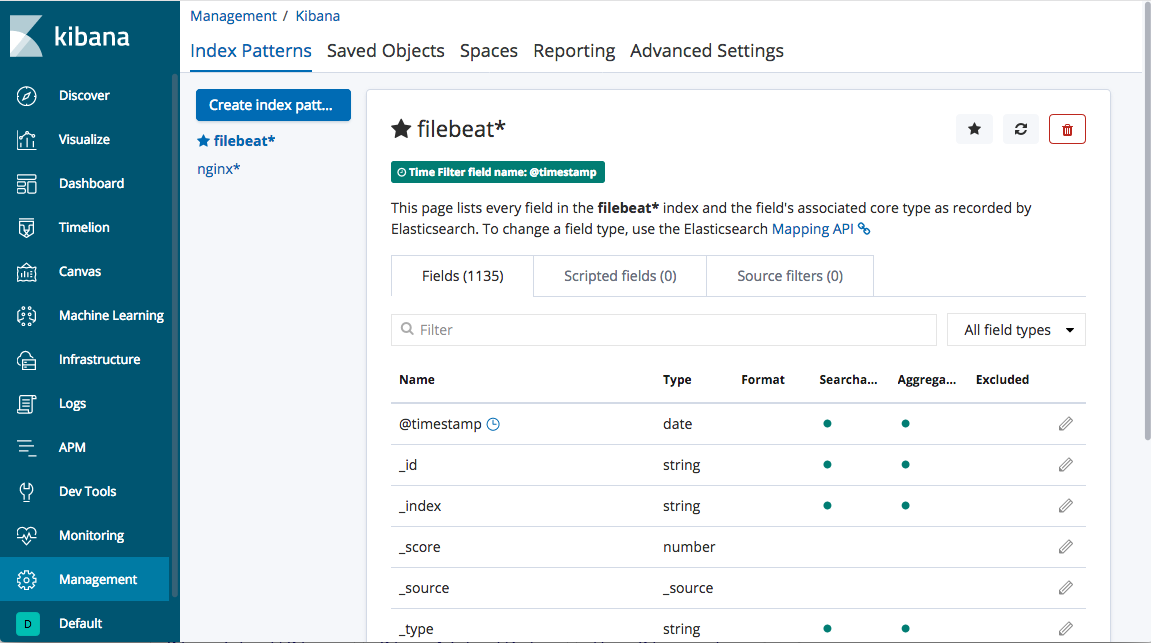 kibana
Discover
Visualize
Dashboard
Timelion
Canvas
Machine Learning
Infrastructure
Logs
APM
Dev Tools
Monitoring
Management
D Default
Management / Kibana
Index Patterns Saved Objects Spaces Reporting Advanced Settings
Create index patt...
filebeat*
nginx*
filebeat*
Time Filter field name: @timestamp
This page lists every field in the filebeat* index and the field's associated core type as recorded by
Elasticsearch. To change a field type, use the Elasticsearch Mapping API
Fields (1135) Scripted fields (0) Source filters (0)
Filter All field types
Name Type Format Searcha... Aggrega... Excluded
@timestamp date
_id string
_index string
_score number
_source _source
_type string